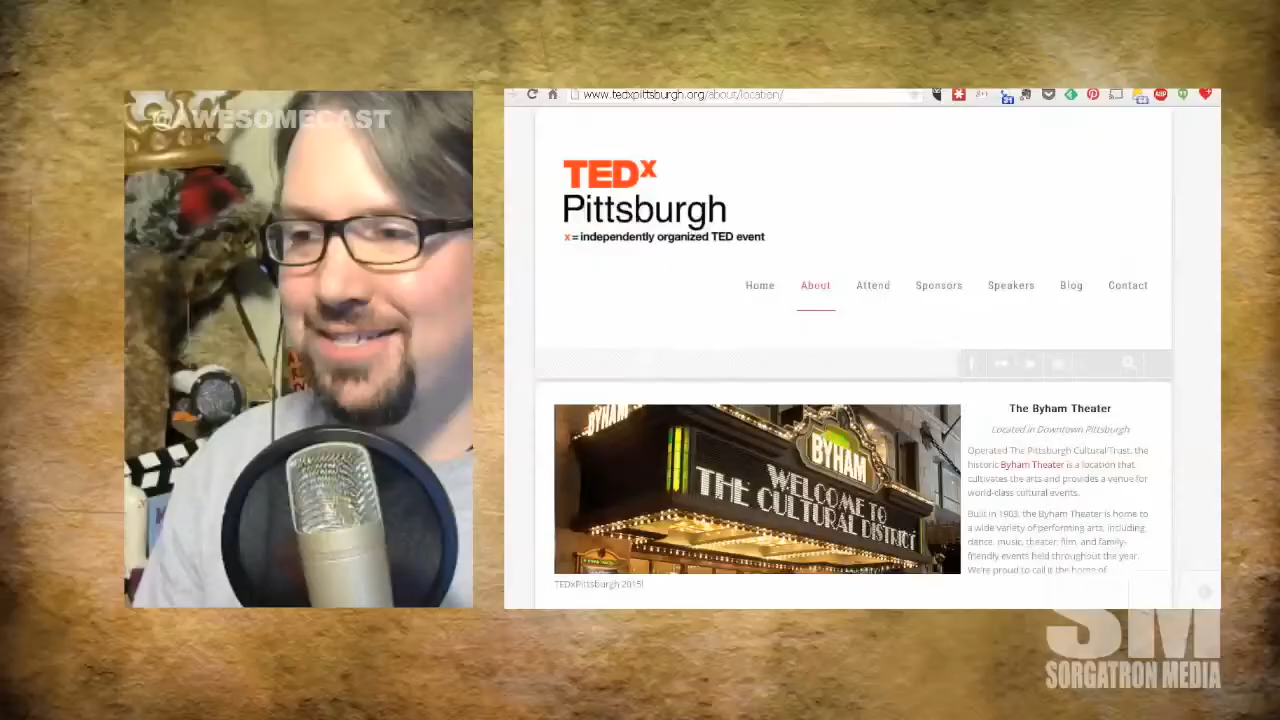 @AWESOMECAST
www.tedxpittsburgh.org/about/location/
TEDx
Pittsburgh
x = independently organized TED event
Home About Attend Sponsors Speakers Blog Contact
BYHAM
BYHAM
WELCOME TO
THE CULTURAL DISTRICT
TEDxPittsburgh 2015!
The Byham Theater
Located in Downtown Pittsburgh
Operated The Pittsburgh Cultural Trust, the
historic Byham Theater is a location that
cultivates the arts and provides a venue for
world-class cultural events.
Built in 1903, the Byham Theater is home to
a wide variety of performing arts, including
dance, music, theater, film, and family-
friendly events held throughout the year.
We're proud to call it the home of
SM
SORGATRON MEDIA